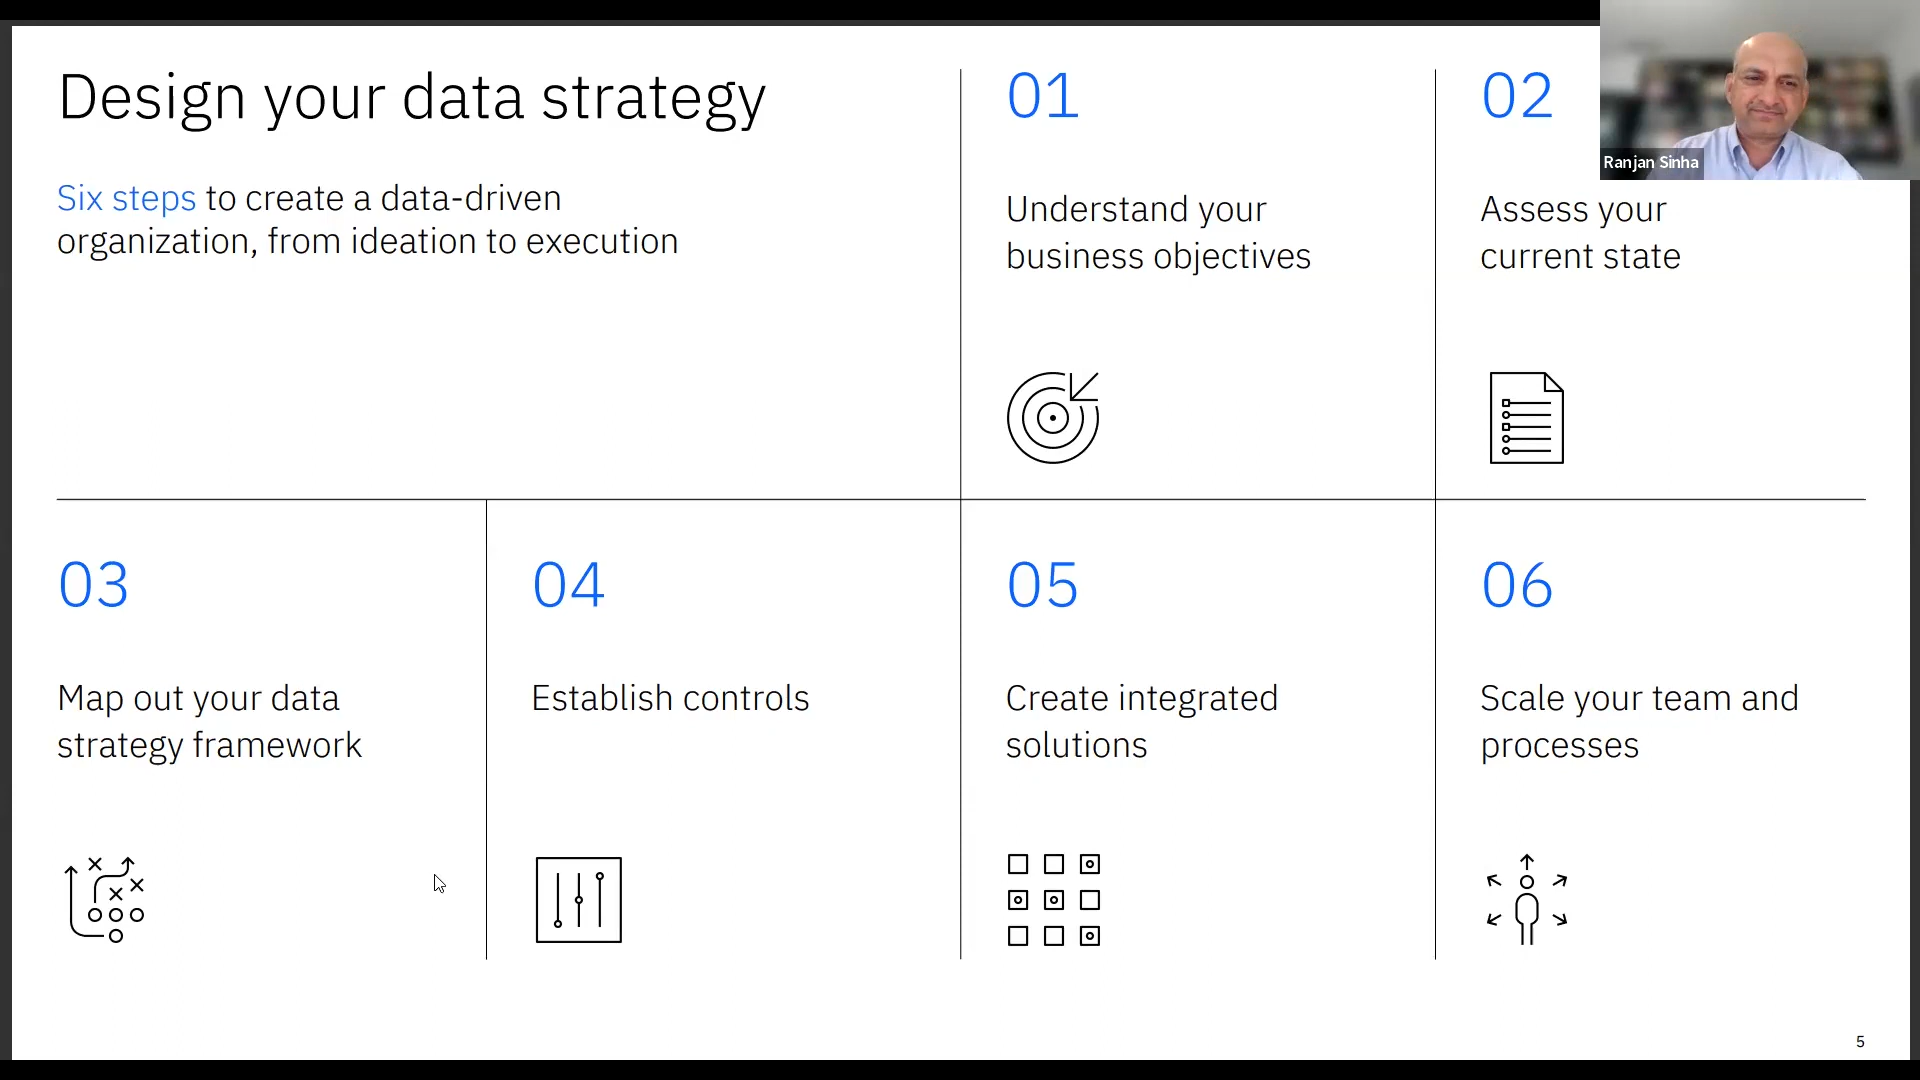 Design your data strategy
Six steps to create a data-driven
organization, from ideation to execution
01
Understand your
business objectives
02
Assess your
current state
Ranjan Sinha
03
Map out your data
strategy framework
04
Establish controls
05
Create integrated
solutions
06
Scale your team and
processes
5